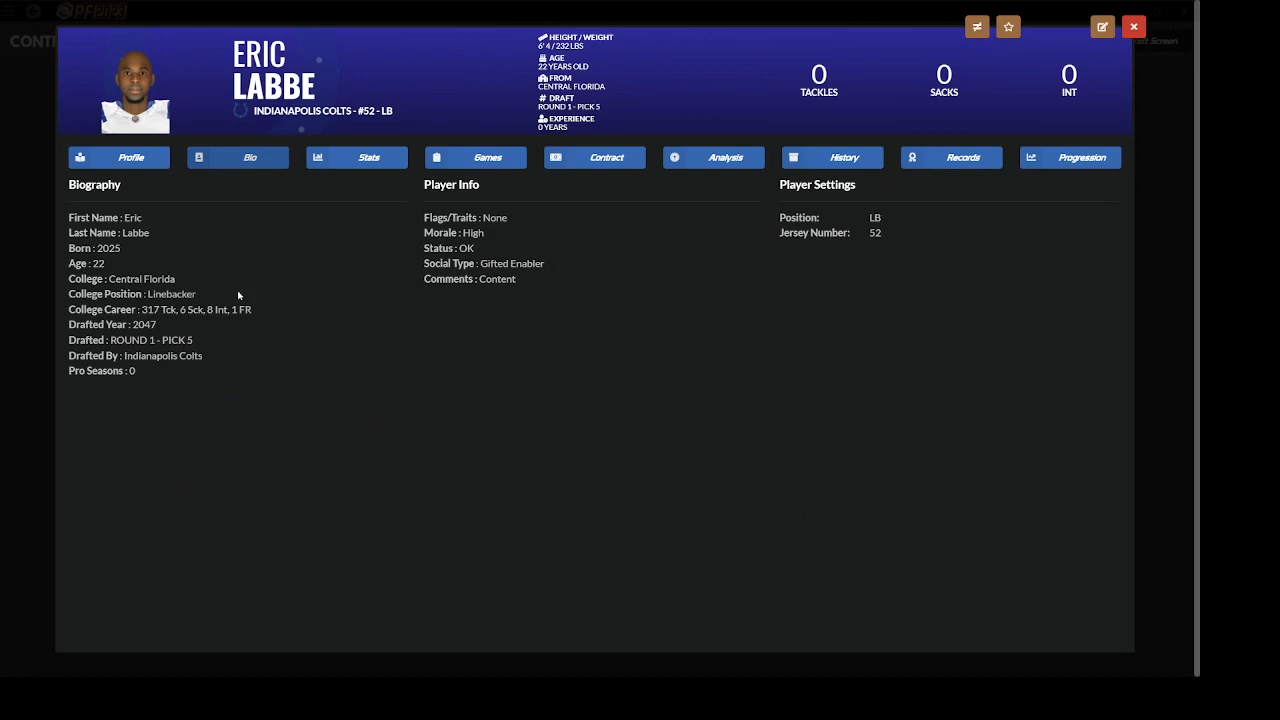 PF2023
CONT
ERIC
LABBE
INDIANAPOLIS COLTS - #52 - LB
HEIGHT / WEIGHT
6' 4 / 232 LBS
AGE
22 YEARS OLD
FROM
CENTRAL FLORIDA
DRAFT
ROUND 1 - PICK 5
EXPERIENCE
0 YEARS
0
TACKLES
0
SACKS
0
INT
Screen
Profile
Bio
Stats
Games
Contract
Analysis
History
Records
Progression
Biography
First Name : Eric
Last Name : Labbe
Born : 2025
Age : 22
College : Central Florida
College Position : Linebacker
College Career : 317 Tck, 6 Sck, 8 Int, 1 FR
Drafted Year : 2047
Drafted : ROUND 1 - PICK 5
Drafted By : Indianapolis Colts
Pro Seasons : 0
Player Info
Flags/Traits : None
Morale : High
Status : OK
Social Type : Gifted Enabler
Comments : Content
Player Settings
Position: LB
Jersey Number: 52